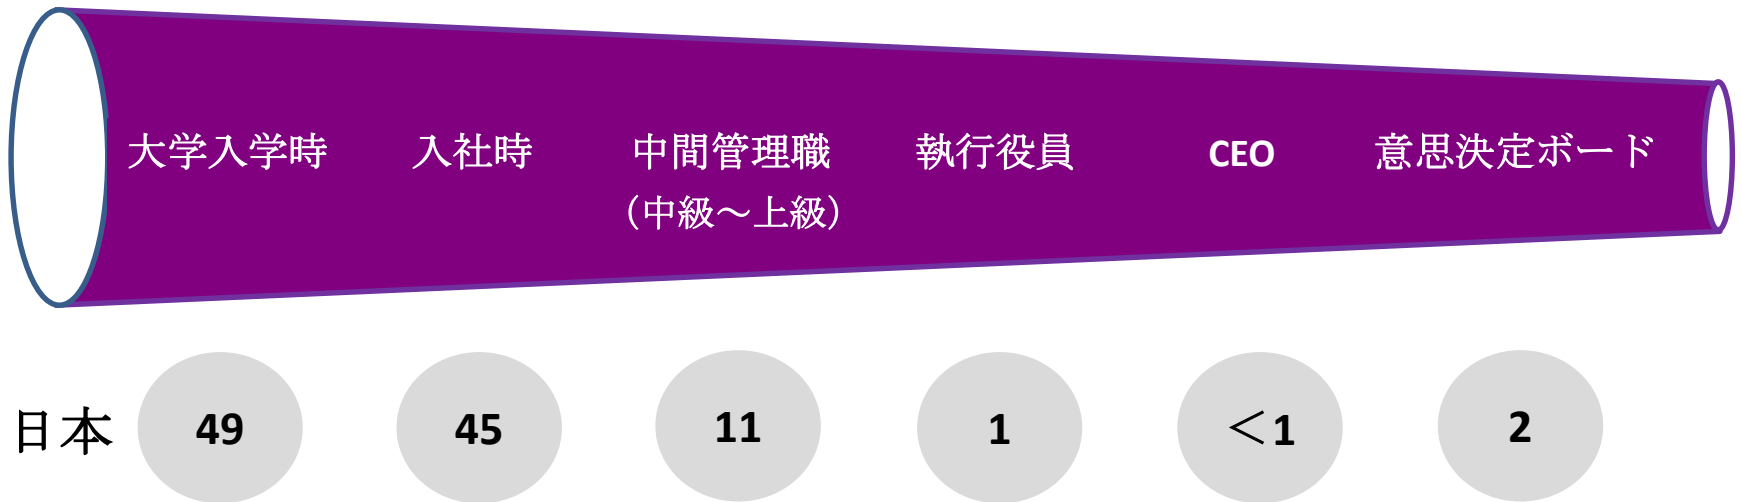 大学入学時 入社時 中間管理職 執行役員 CEO 意思決定ボード
（中級～上級）
日本 49 45 11 1 ＜1 2